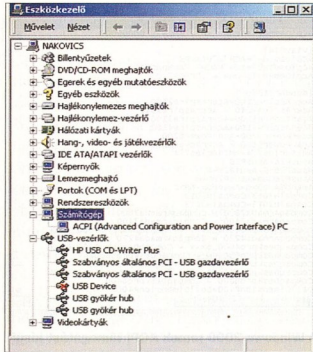 Eszközkezelő
Művelet Nézet
NAKOVICS
Billentyűzetek
DVD/CD-ROM meghajtók
Egerek és egyéb mutatóeszközök
Egyéb eszközök
Hajlékonylemezes meghajtók
Hajlékonylemez-vezérlő
Hálózati kártyák
Hang-, video- és játékvezérlők
IDE ATA/ATAPI vezérlők
Képernyők
Lemezmeghajtó
Portok (COM és LPT)
Rendszereszközök
Számítógép
ACPI (Advanced Configuration and Power Interface) PC
USB-vezérlők
HP USB CD-Writer Plus
Szabványos általános PCI - USB gazdavezérlő
Szabványos általános PCI - USB gazdavezérlő
USB Device
USB gyökér hub
USB gyökér hub
Videokártyák